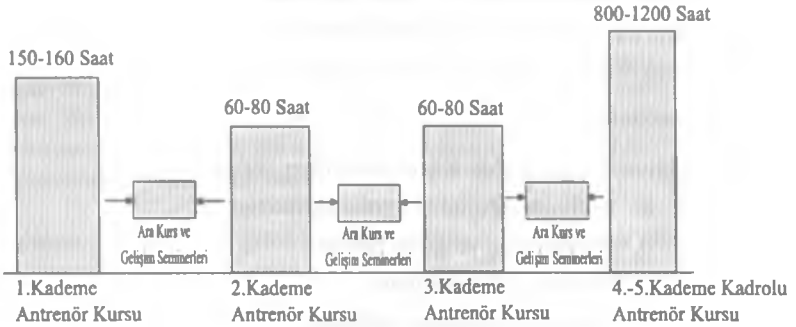 800-1200 Saat
150-160 Saat
60-80 Saat
60-80 Saat
Ara Kurs ve
Gelişim Seminerleri
Ara Kurs ve
Gelişim Seminerleri
Ara Kurs ve
Gelişim Seminerleri
1.Kademe
Antrenör Kursu
2.Kademe
Antrenör Kursu
3.Kademe
Antrenör Kursu
4.-5.Kademe Kadrolu
Antrenör Kursu